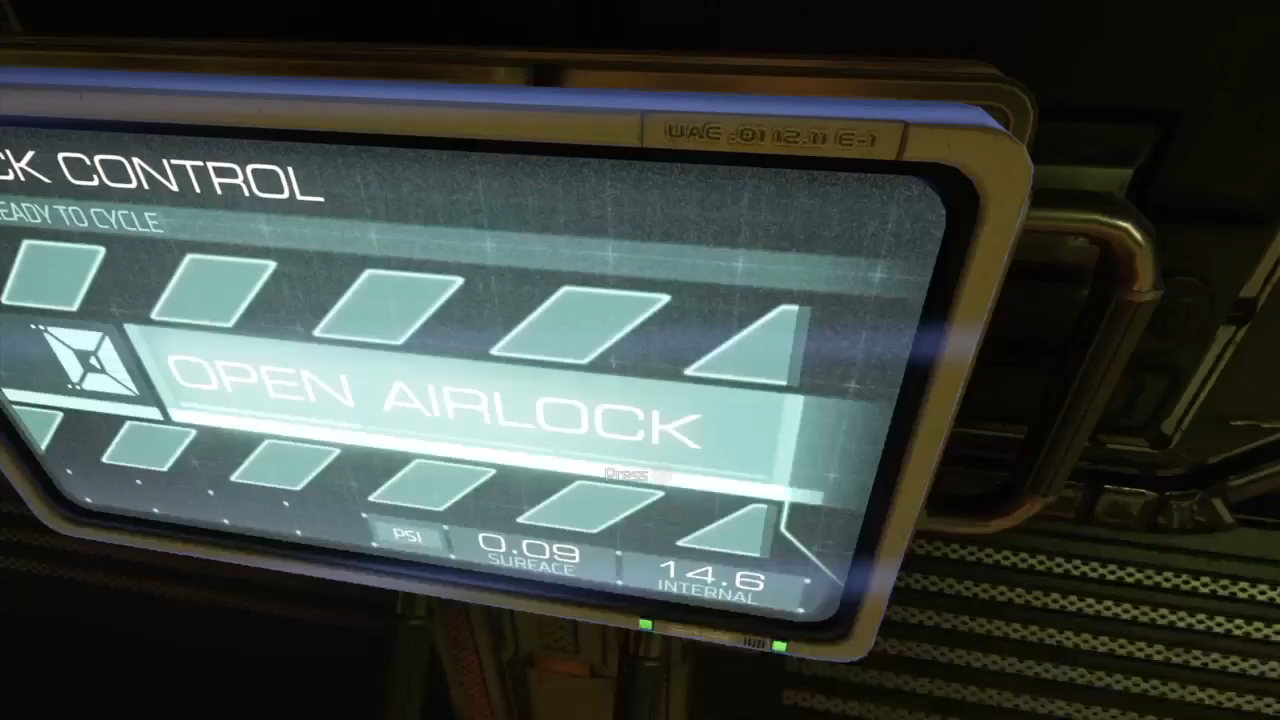 UAC .01 12.11 E-1
CK CONTROL
EADY TO CYCLE
OPEN AIRLOCK
Press
PSI
0.09
SURFACE
14.6
INTERNAL